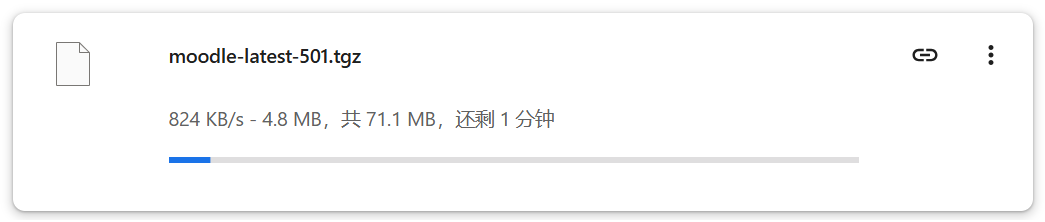 moodle-latest-501.tgz
824 KB/s - 4.8 MB，共 71.1 MB，还剩 1 分钟